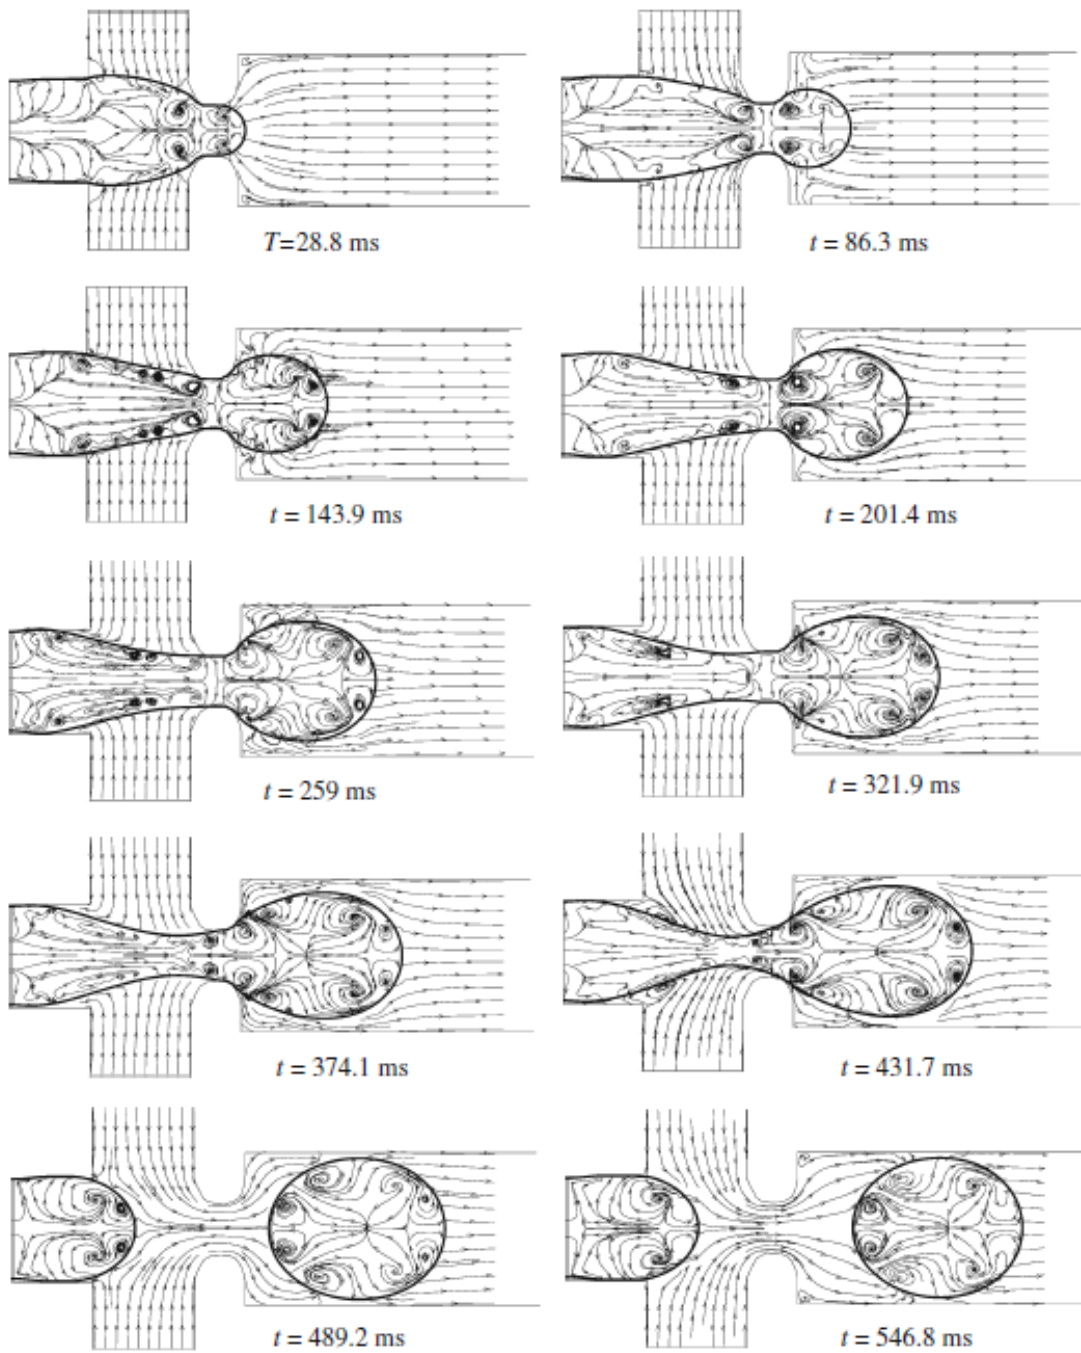 T=28.8 ms
t = 86.3 ms
t = 143.9 ms
t = 201.4 ms
t = 259 ms
t = 321.9 ms
t = 374.1 ms
t = 431.7 ms
t = 489.2 ms
t = 546.8 ms